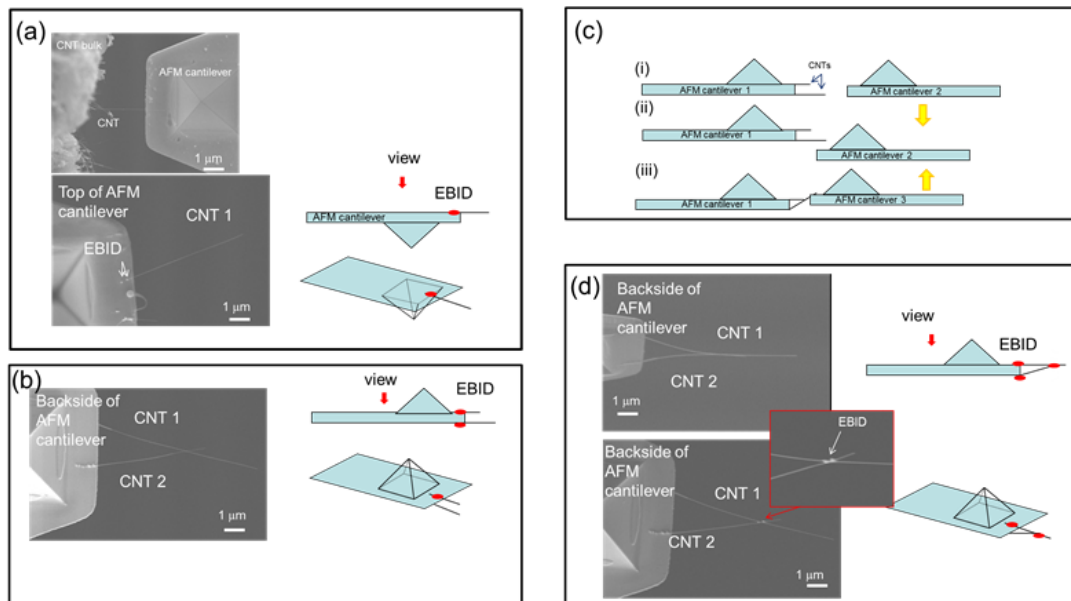 (a)
CNT bulk
AFM cantilever
CNT
1 μm
Top of AFM
cantilever
CNT 1
EBID
1 μm
view
EBID
AFM cantilever
(b)
Backside of
AFM
cantilever
CNT 1
CNT 2
1 μm
view
EBID
(c)
CNTs
(i)
AFM cantilever 1
AFM cantilever 2
(ii)
AFM cantilever 1
AFM cantilever 2
(iii)
AFM cantilever 1
AFM cantilever 3
(d)
Backside of
AFM
cantilever
CNT 1
CNT 2
1 μm
view
EBID
EBID
Backside of
AFM
cantilever
CNT 1
CNT 2
1 μm